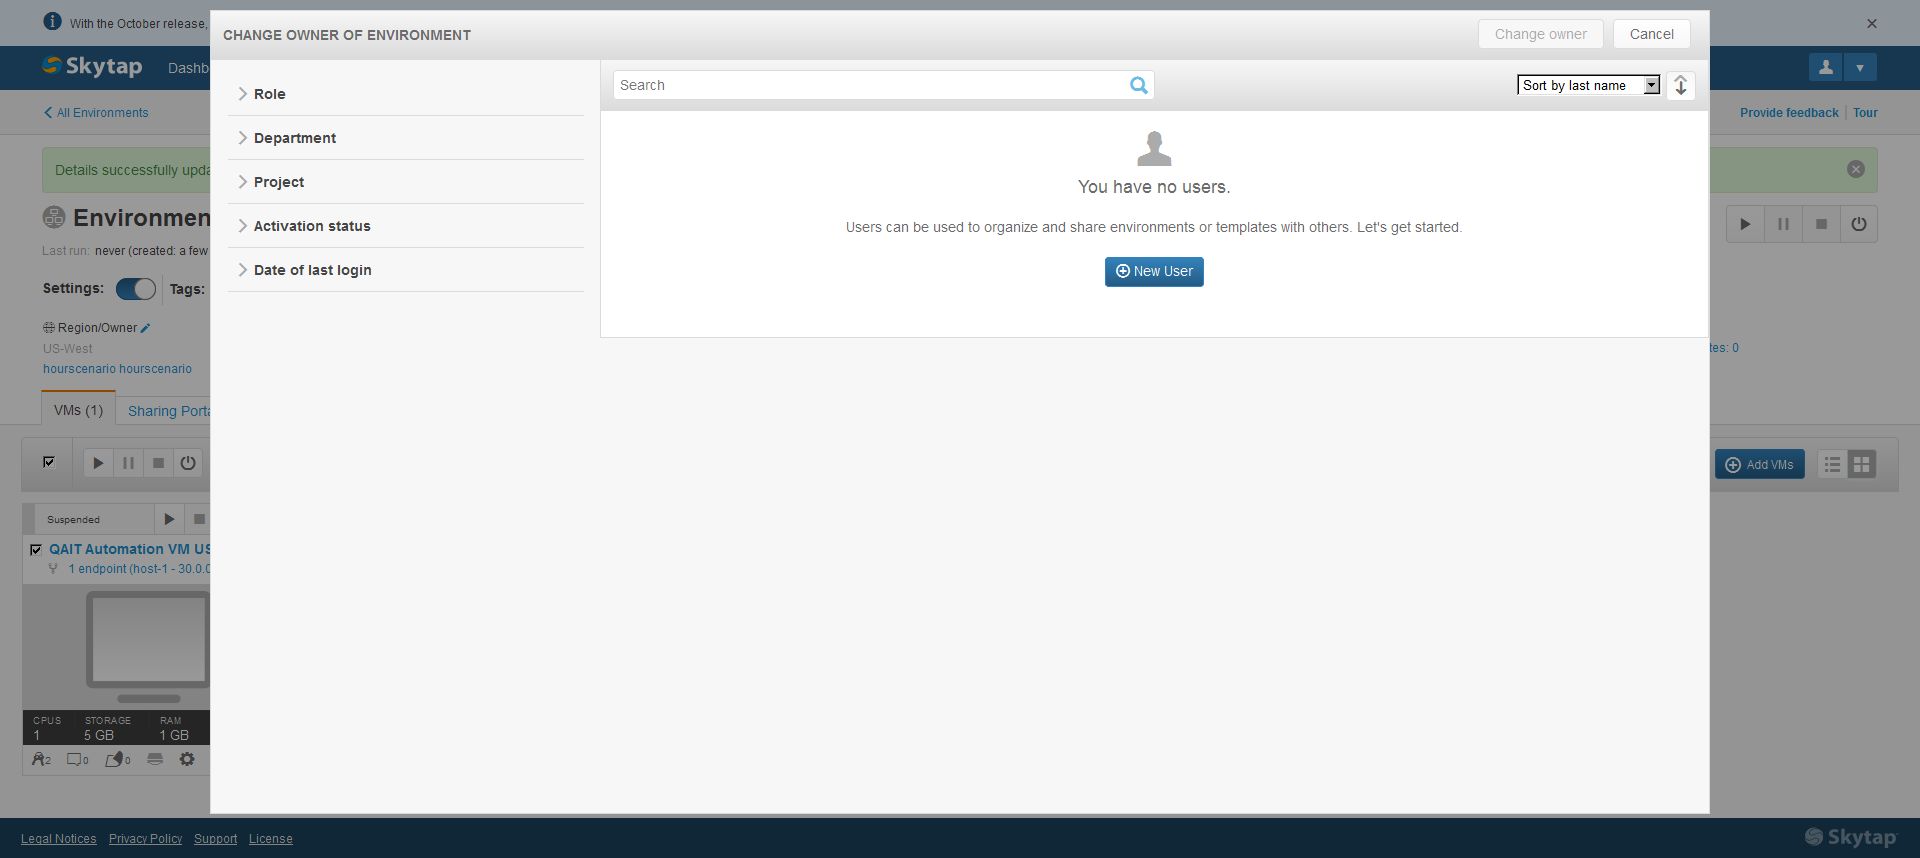 With the October release,
CHANGE OWNER OF ENVIRONMENT
Change owner
Cancel
Skytap
Dashb
Role
Department
Project
Activation status
Date of last login
Search
Sort by last name
All Environments
Provide feedback
Tour
You have no users.
Users can be used to organize and share environments or templates with others. Let's get started.
New User
Details successfully upda
Environmen
Last run: never (created: a few
Settings:
Tags:
Region/Owner
US-West
hourscenario hourscenario
tes: 0
VMs (1)
Sharing Porta
Add VMs
Suspended
QAIT Automation VM US
1 endpoint (host-1 - 30.0.0
CPUS STORAGE RAM
1 5 GB 1 GB
2 0 0
Legal Notices Privacy Policy Support License
Skytap